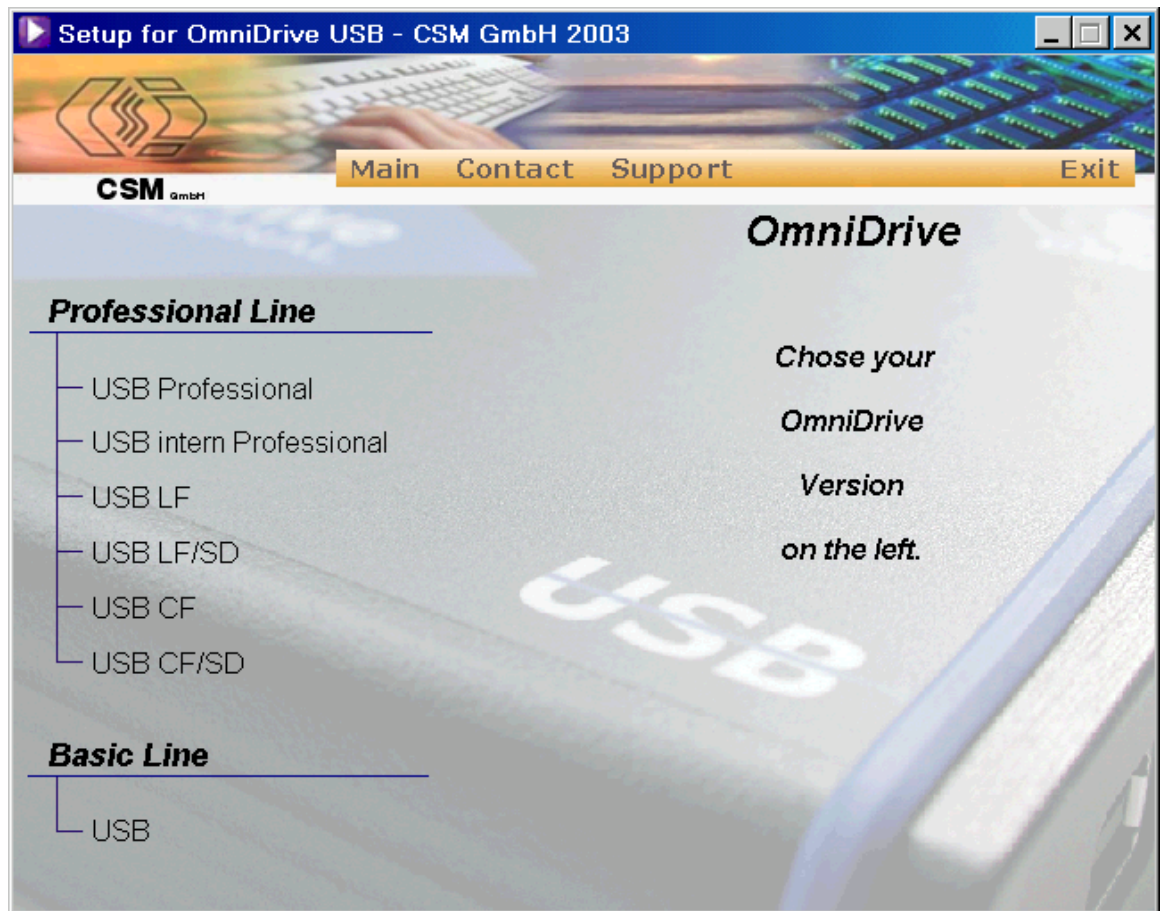 Setup for OmniDrive USB - CSM GmbH 2003
CSM GmbH
Main Contact Support Exit
OmniDrive
Professional Line
USB Professional
USB intern Professional
USB LF
USB LF/SD
USB CF
USB CF/SD
Basic Line
USB
Chose your
OmniDrive
Version
on the left.
USB